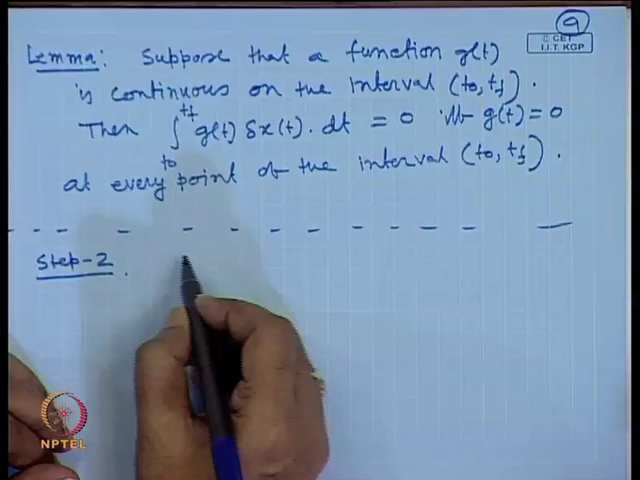 9
C.CET
I.I.T. KGP
Lemma: Suppose that a function g(t)
is continuous on the interval (t0, tf).
Then ∫_{t0}^{tf} g(t) δx(t). dt = 0 iff g(t) = 0
at every point of the interval (t0, tf).
Step-2.
NPTEL